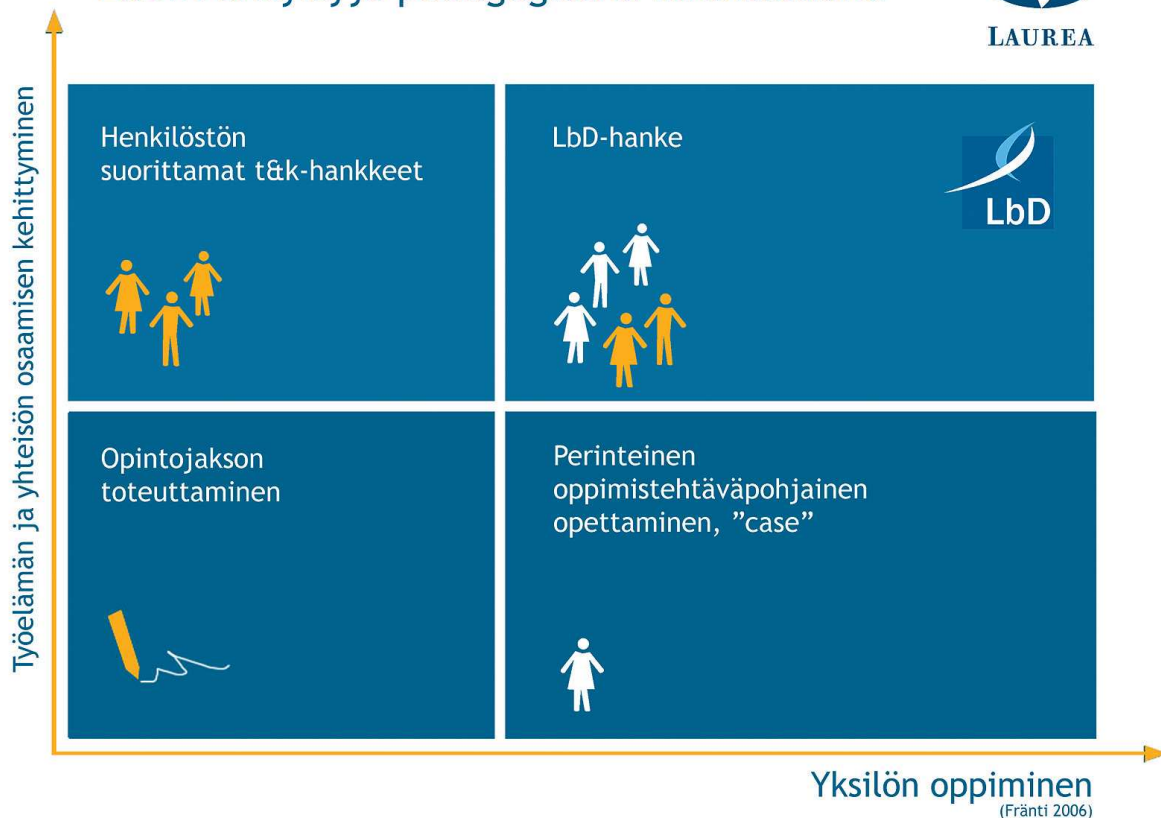 LAUREA
Työelämän ja yhteisön osaamisen kehittyminen
Henkilöstön
suorittamat t&k-hankkeet
LbD-hanke
LbD
Opintojakson
toteuttaminen
Perinteinen
oppimistehtäväpohjainen
opettaminen, ”case”
Yksilön oppiminen
(Fränti 2006)